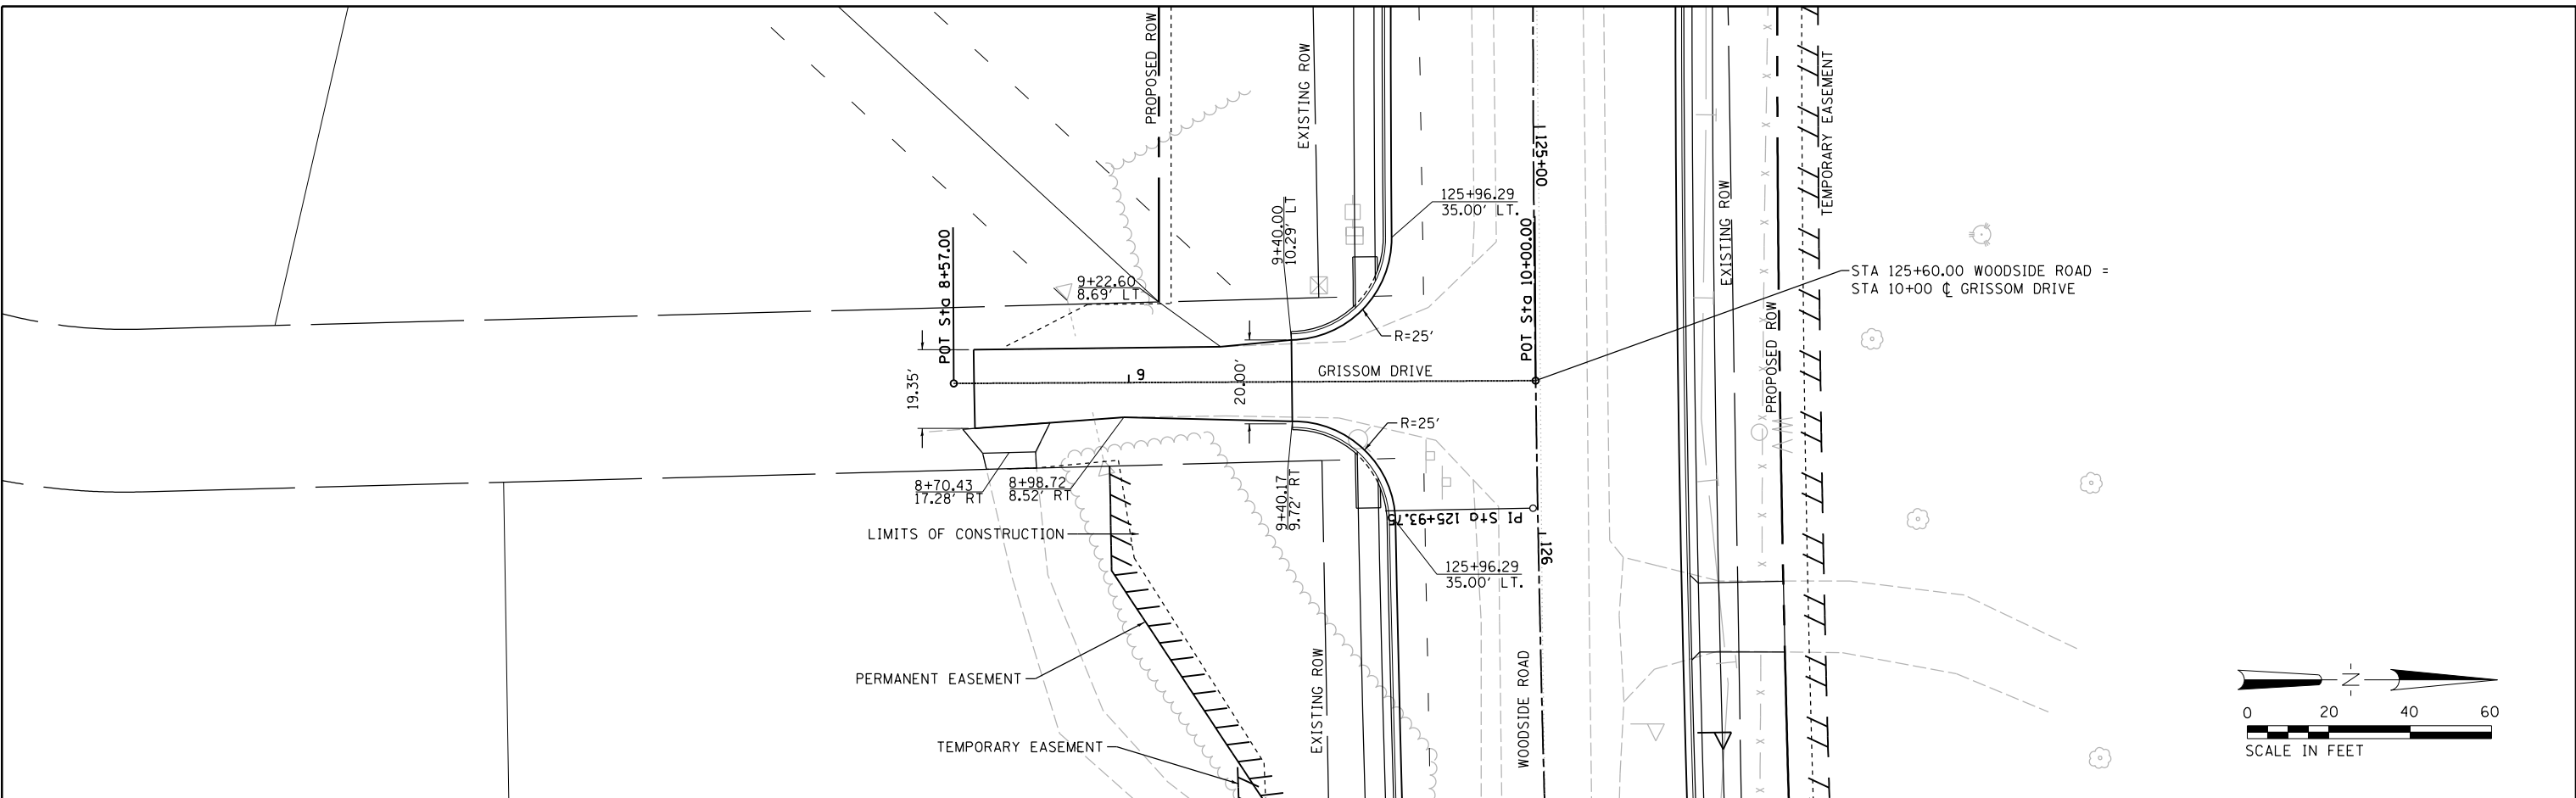 PROPOSED ROW
EXISTING ROW
125+00
TEMPORARY EASEMENT
EXISTING ROW
PROPOSED ROW
125+96.29
35.00' LT.
9+40.00
10.29' LT
POT Sta 8+57.00
POT Sta 10+00.00
9+22.60
8.69' LT
STA 125+60.00 WOODSIDE ROAD =
STA 10+00 ℄ GRISSOM DRIVE
R=25'
19.35'
9
20.00'
GRISSOM DRIVE
R=25'
8+70.43
17.28' RT
8+98.72
8.52' RT
9+40.17
9.72' RT
PI Sta 125+93.75
LIMITS OF CONSTRUCTION
126
125+96.29
35.00' LT.
PERMANENT EASEMENT
EXISTING ROW
WOODSIDE ROAD
TEMPORARY EASEMENT
N
0 20 40 60
SCALE IN FEET